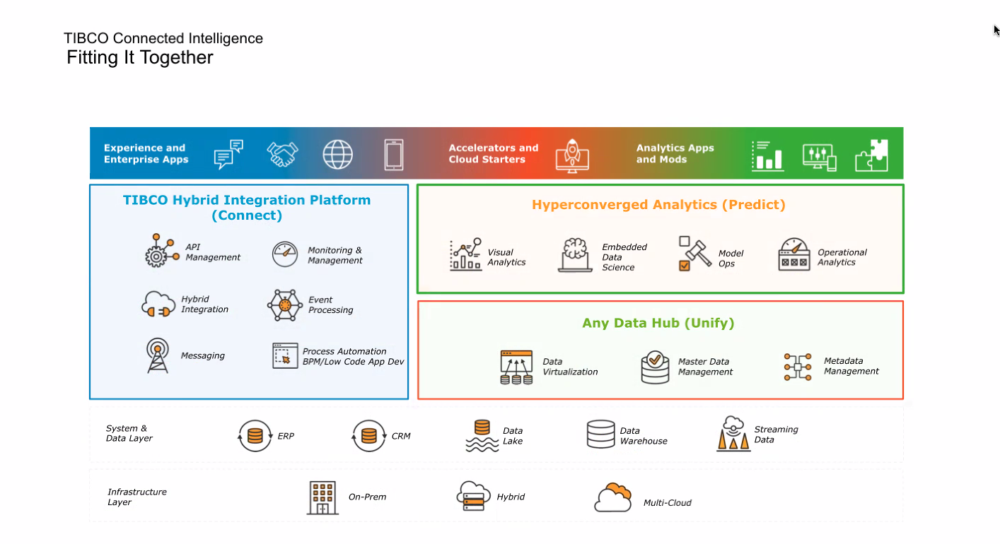 TIBCO Connected Intelligence
Fitting It Together
Experience and
Enterprise Apps
Accelerators and
Cloud Starters
Analytics Apps
and Mods
TIBCO Hybrid Integration Platform
(Connect)
API
Management
Monitoring &
Management
Hybrid
Integration
Event
Processing
Messaging
Process Automation
BPM/Low Code App Dev
Hyperconverged Analytics (Predict)
Visual
Analytics
Embedded
Data
Science
Model
Ops
Operational
Analytics
Any Data Hub (Unify)
Data
Virtualization
Master Data
Management
Metadata
Management
System &
Data Layer
ERP
CRM
Data
Lake
Data
Warehouse
Streaming
Data
Infrastructure
Layer
On-Prem
Hybrid
Multi-Cloud